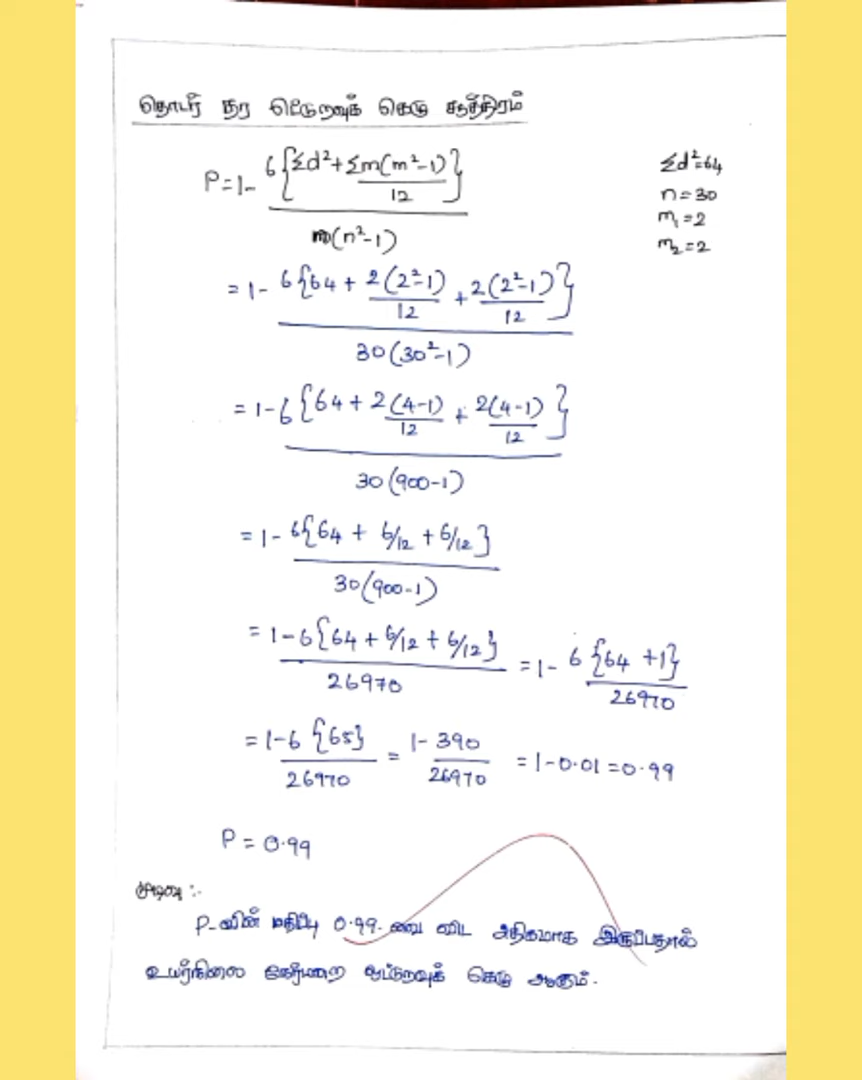 தொடர் தர ஒட்டுறவுக் கெழு சூத்திரம்
P=1- 6{Σd²+Σm(m²-1)/12} / n(n²-1)
Σd²=64
n=30
m₁=2
m₂=2
=1- 6{64+ 2(2²-1)/12 + 2(2²-1)/12} / 30(30²-1)
=1-6{64+2(4-1)/12 + 2(4-1)/12} / 30(900-1)
=1- 6{64+ 6/12 +6/12} / 30(900-1)
=1-6{64+6/12+6/12} / 26970 =1- 6{64+1} / 26970
=1-6{65} / 26970 = 1-390 / 26970 =1-0.01=0.99
P=0.99
முடிவு :-
P-வின் மதிப்பு 0.99. வை விட அதிகமாக இருப்பதால்
உயர்நிலை நேர்மறை ஒட்டுறவுக் கெழு ஆகும்.